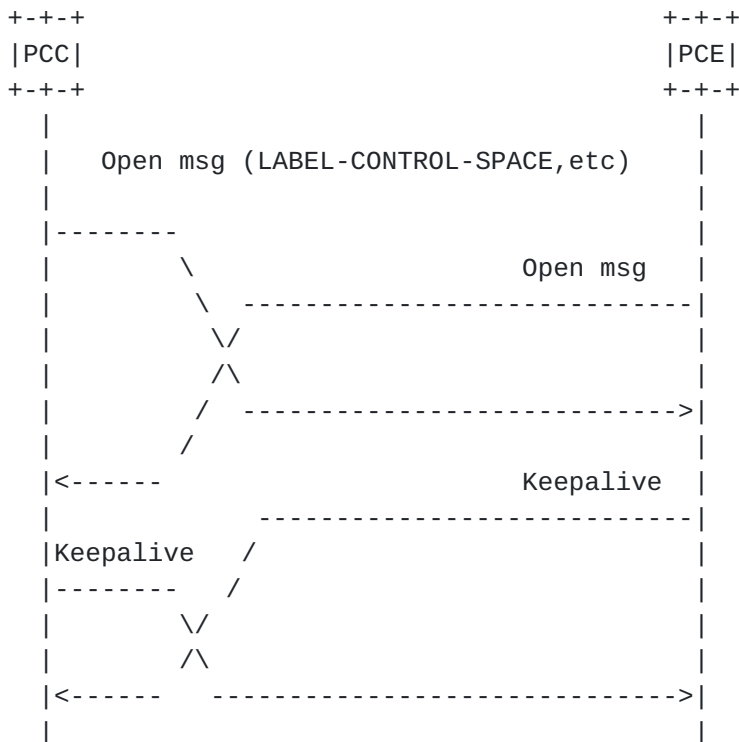 +-+-+                                     +-+-+
|PCC|                                     |PCE|
+-+-+                                     +-+-+
  |                                         |
  |   Open msg (LABEL-CONTROL-SPACE,etc)    |
  |                                         |
  |--------                                 |
  |        \                     Open msg   |
  |         \  -----------------------------|
  |          \/                             |
  |          /\                             |
  |         /  ---------------------------->|
  |        /                                |
  |<------                       Keepalive  |
  |             ----------------------------|
  |Keepalive   /                            |
  |--------   /                             |
  |        \/                               |
  |        /\                               |
  |<------   ------------------------------>|
  |                                         |